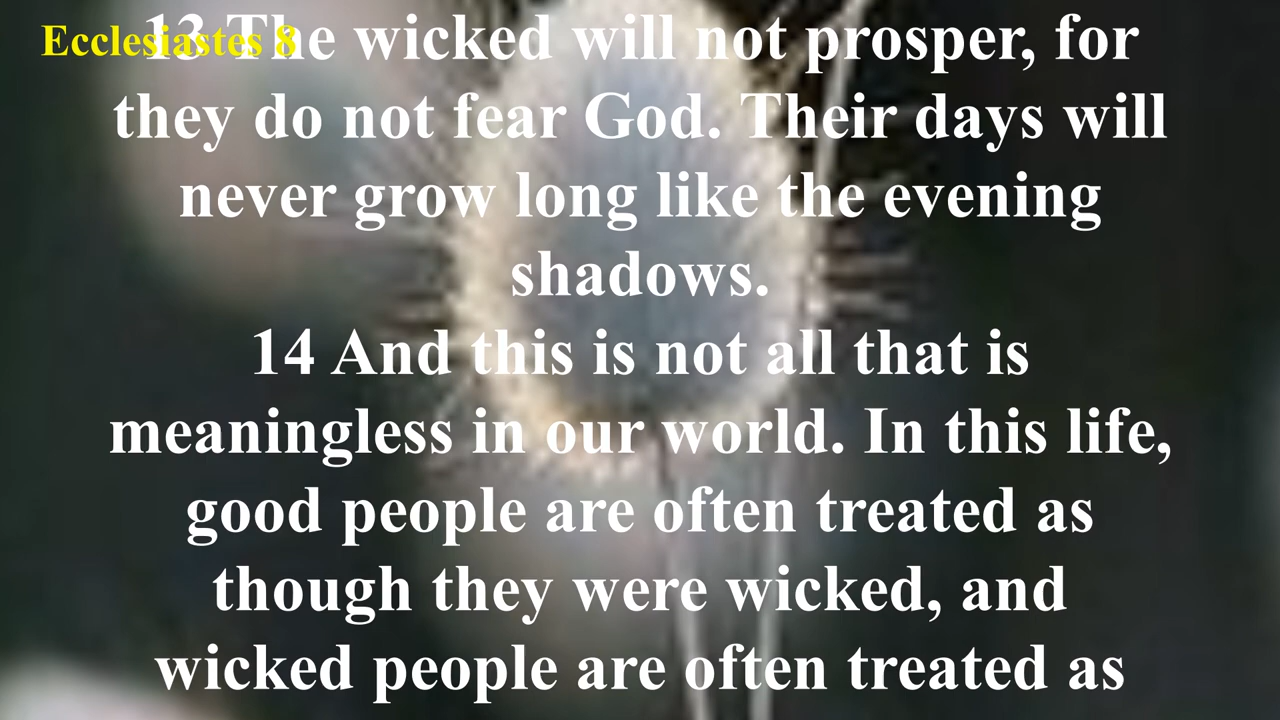 Ecclesiastes 8
13 The wicked will not prosper, for
they do not fear God. Their days will
never grow long like the evening
shadows.
14 And this is not all that is
meaningless in our world. In this life,
good people are often treated as
though they were wicked, and
wicked people are often treated as